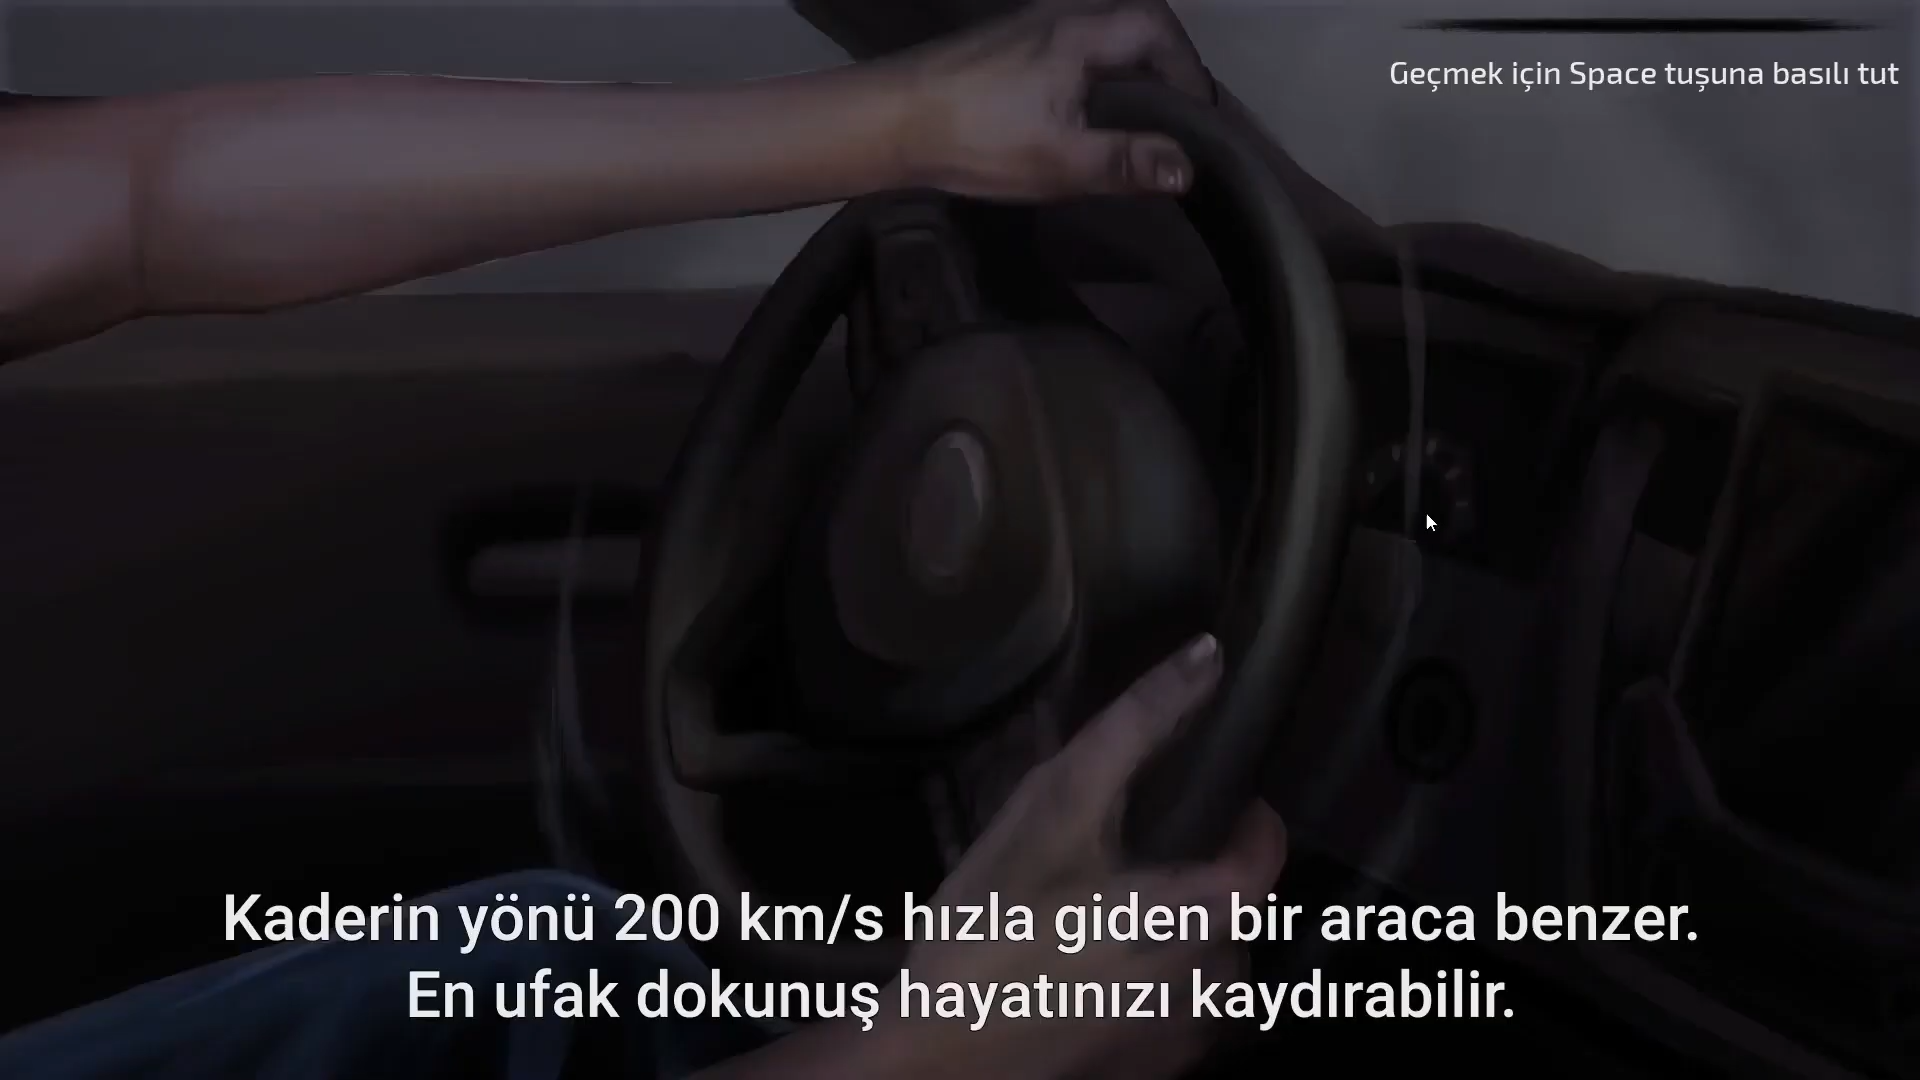 Geçmek için Space tuşuna basılı tut
Kaderin yönü 200 km/s hızla giden bir araca benzer.
En ufak dokunuş hayatınızı kaydırabilir.